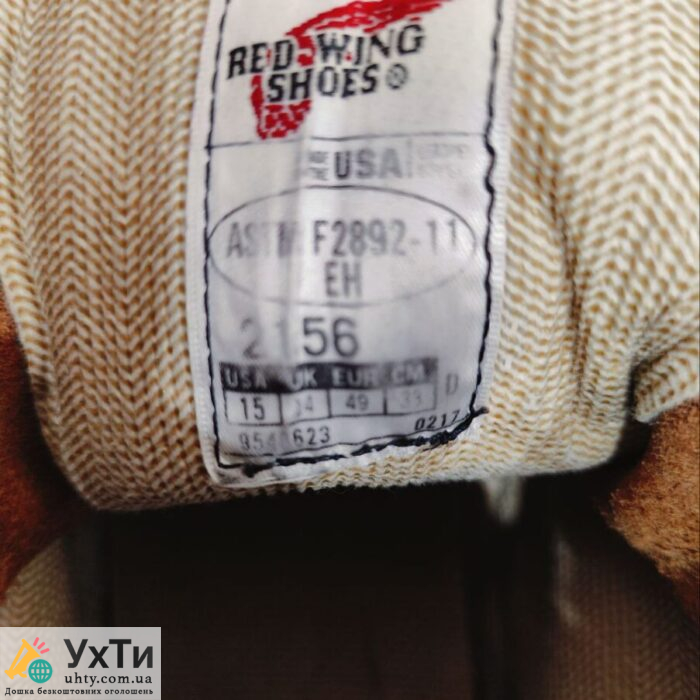 RED WING
SHOES ®
USA
ASTM F2892-11
EH
2156
USA UK EUR CM
15 14 49 33 D
623 0217
УхТи
uhty.com.ua
Дошка безкоштовних оголошень